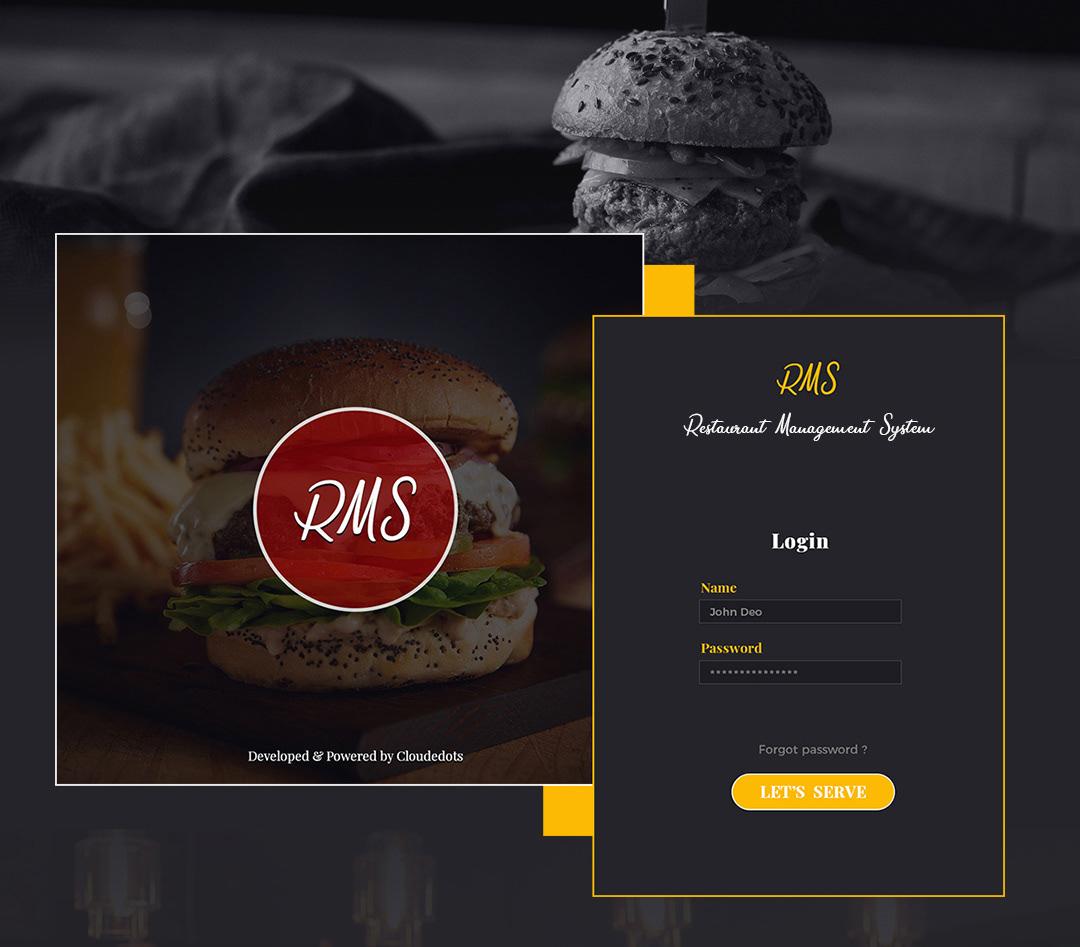 RMS
Developed & Powered by Cloudedots
RMS
Restaurant Management System
Login
Name
John Deo
Password
***************
Forgot password ?
LET'S SERVE